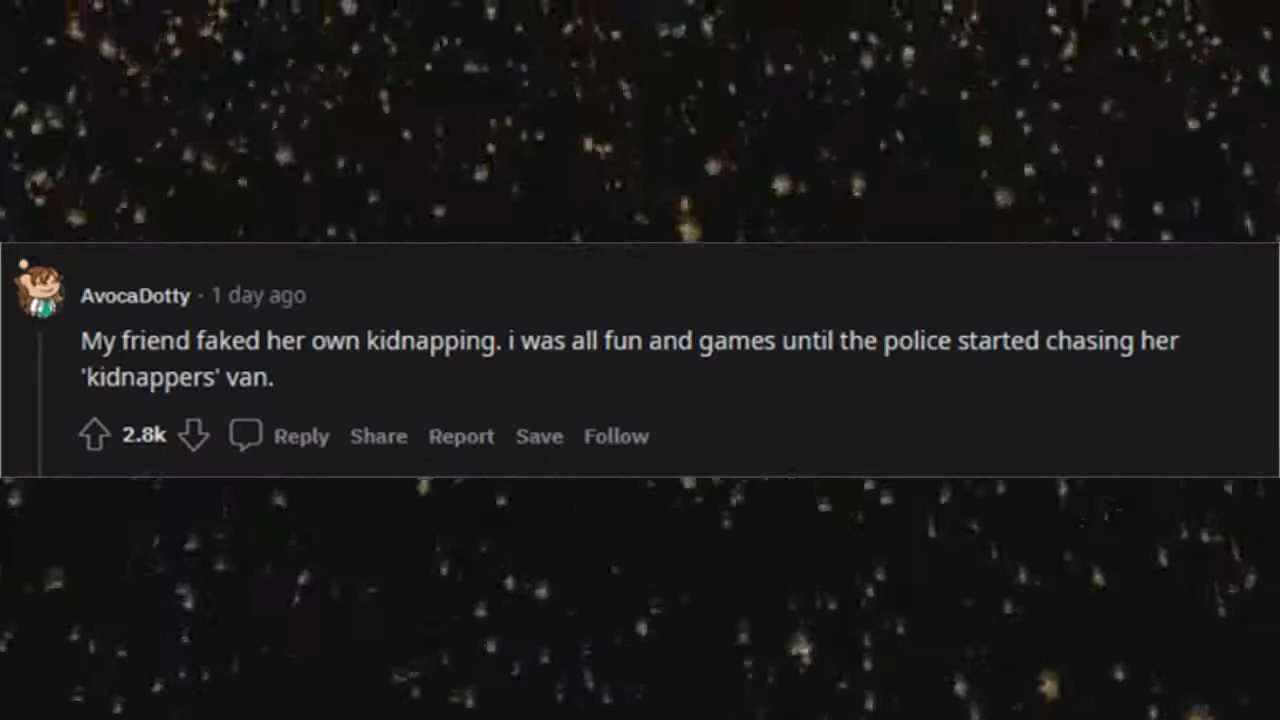 AvocaDotty · 1 day ago
My friend faked her own kidnapping. i was all fun and games until the police started chasing her
'kidnappers' van.
2.8k Reply Share Report Save Follow